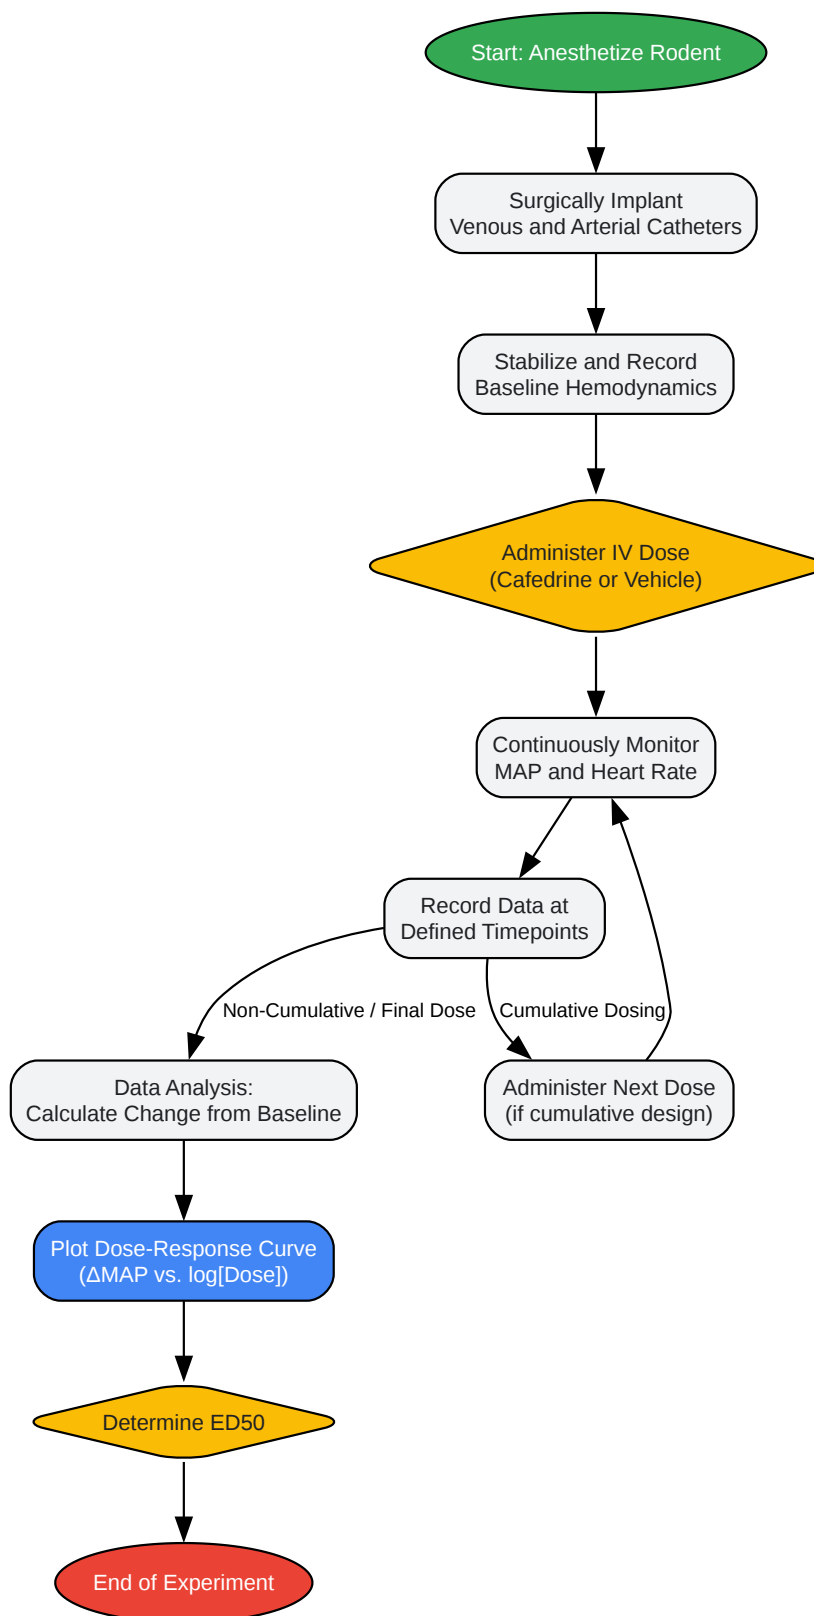 Start: Anesthetize Rodent
Surgically Implant
Venous and Arterial Catheters
Stabilize and Record
Baseline Hemodynamics
Administer IV Dose
(Cafedrine or Vehicle)
Continuously Monitor
MAP and Heart Rate
Record Data at
Defined Timepoints
Non-Cumulative / Final Dose
Cumulative Dosing
Data Analysis:
Calculate Change from Baseline
Administer Next Dose
(if cumulative design)
Plot Dose-Response Curve
(ΔMAP vs. log[Dose])
Determine ED50
End of Experiment